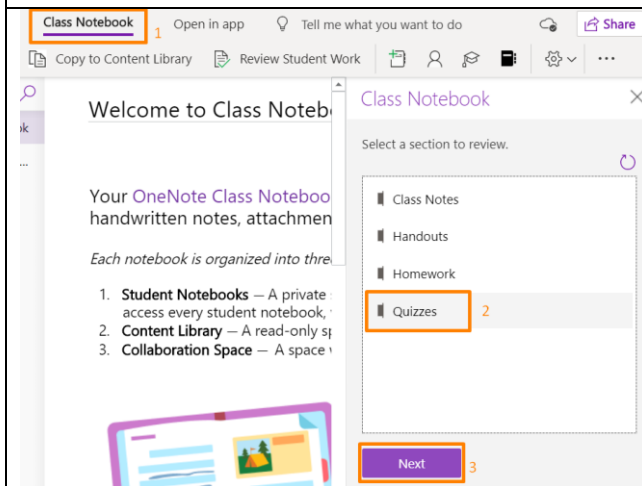 Class Notebook 1 Open in app Tell me what you want to do Share
Copy to Content Library Review Student Work ...
Welcome to Class Noteb
Your OneNote Class Noteboo
handwritten notes, attachmen
Each notebook is organized into thre
1. Student Notebooks — A private
access every student notebook,
2. Content Library — A read-only sp
3. Collaboration Space — A space
ok
...
Class Notebook
Select a section to review.
Class Notes
Handouts
Homework
Quizzes 2
Next 3